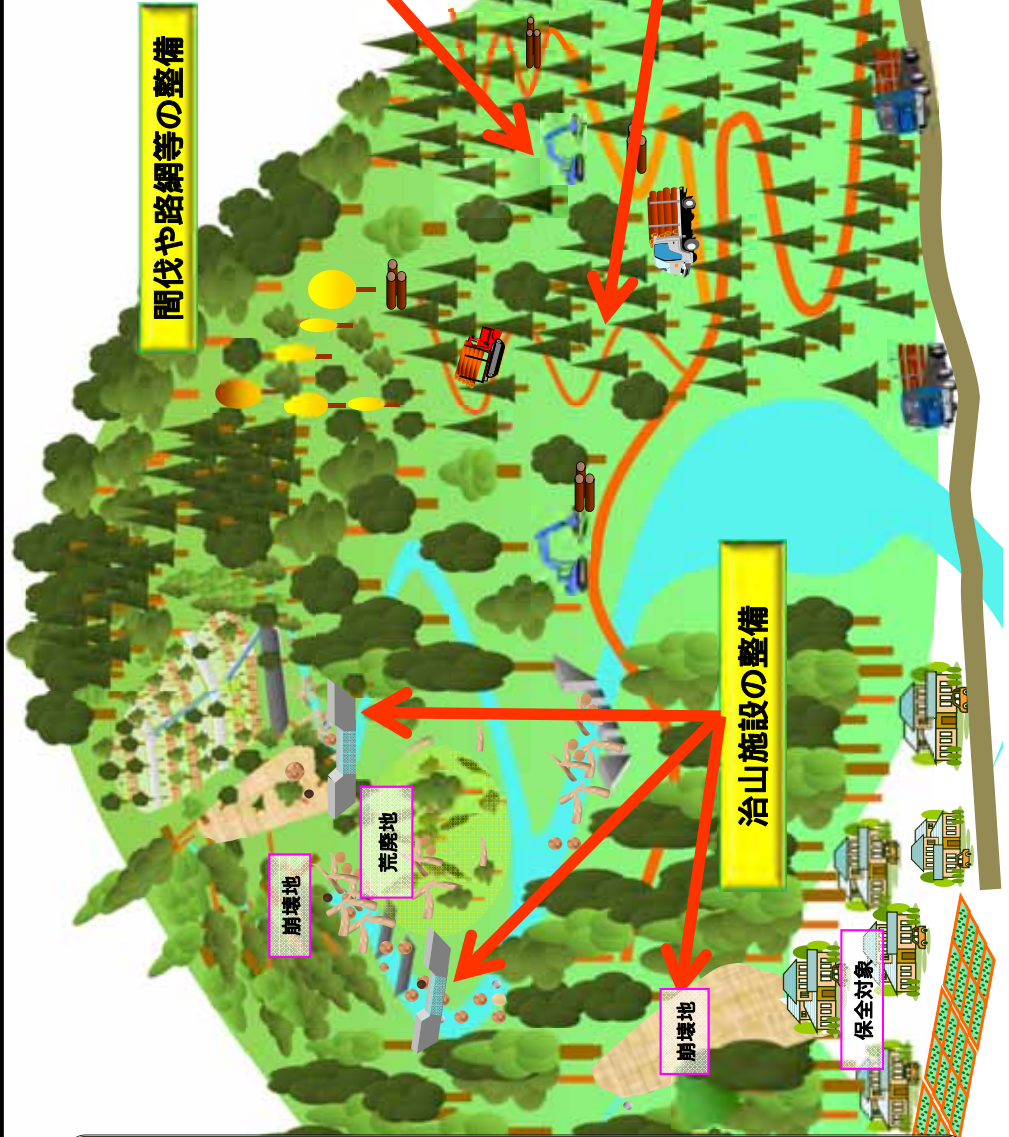 間伐や路網等の整備
治山施設の整備
荒廃地
崩壊地
崩壊地
保全対象